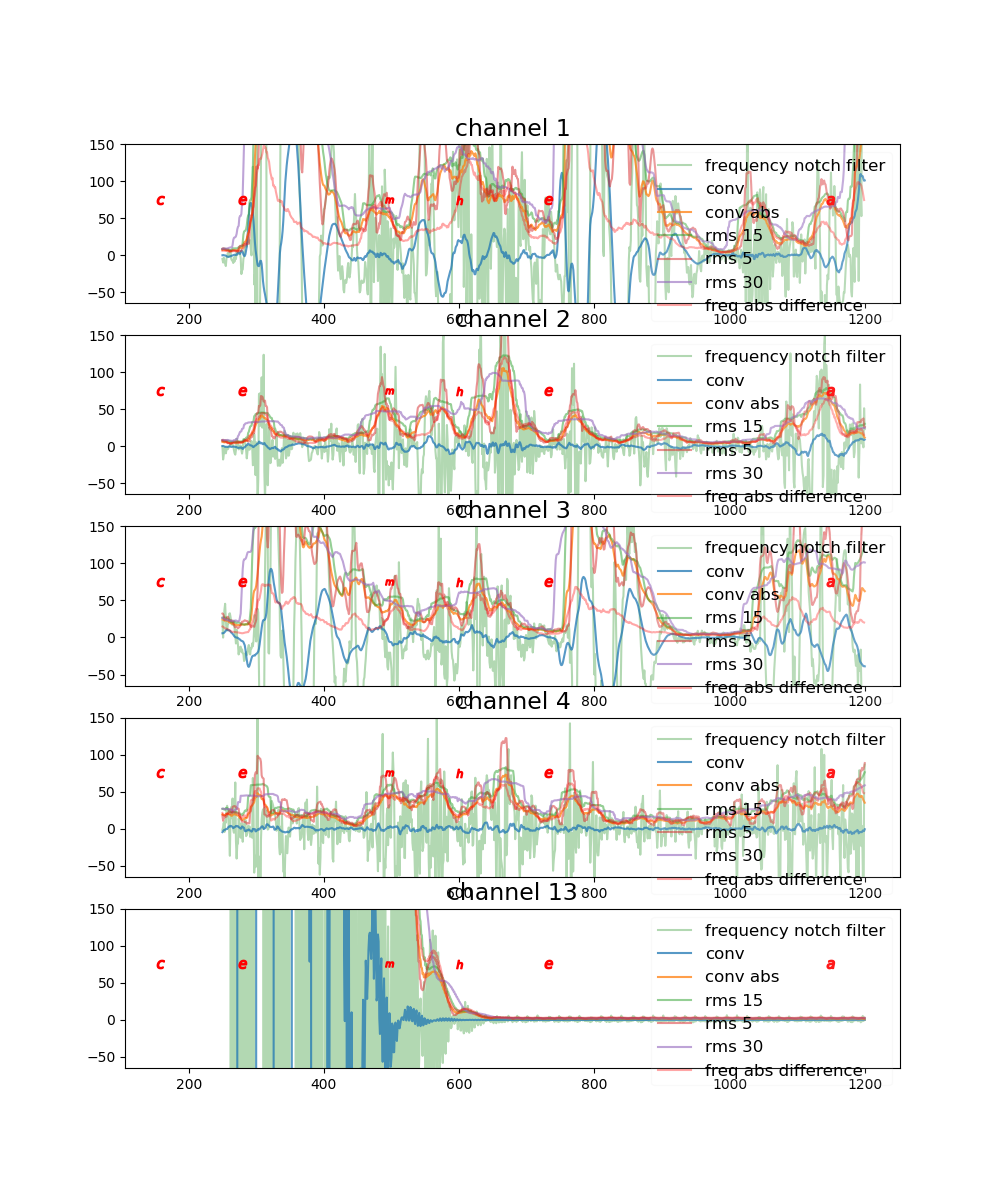 channel 1
150
100
50
0
−50
c e m h e a
frequency notch filter
conv
conv abs
rms 15
rms 5
rms 30
freq abs difference
200 400 600 800 1000 1200
channel 2
150
100
50
0
−50
c e m h e a
frequency notch filter
conv
conv abs
rms 15
rms 5
rms 30
freq abs difference
200 400 600 800 1000 1200
channel 3
150
100
50
0
−50
c e m h e a
frequency notch filter
conv
conv abs
rms 15
rms 5
rms 30
freq abs difference
200 400 600 800 1000 1200
channel 4
150
100
50
0
−50
c e m h e a
frequency notch filter
conv
conv abs
rms 15
rms 5
rms 30
freq abs difference
200 400 600 800 1000 1200
channel 13
150
100
50
0
−50
c e m h e a
frequency notch filter
conv
conv abs
rms 15
rms 5
rms 30
freq abs difference
200 400 600 800 1000 1200